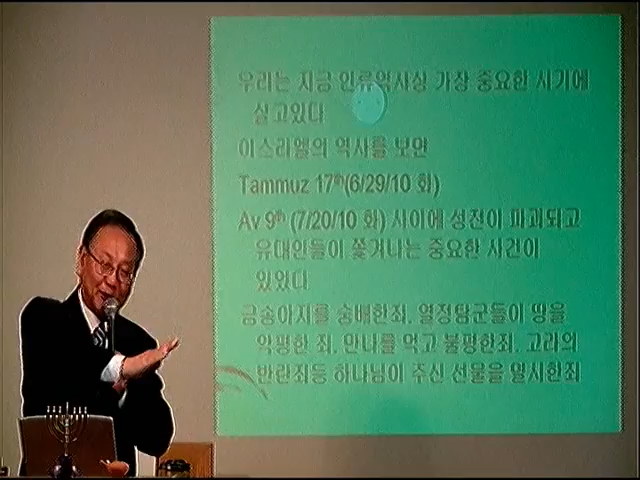 우리는 지금 인류역사상 가장 중요한 시기에
살고있다
이스라엘의 역사를 보면
Tammuz 17th(6/29/10 화)
Av 9th (7/20/10 화) 사이에 성전이 파괴되고
유대인들이 쫓겨나는 중요한 사건이
있었다
금송아지를 숭배한죄, 열정탐군들이 땅을
악평한 죄, 만나를 먹고 불평한죄, 고라의
반란죄등 하나님이 주신 선물을 멸시한죄